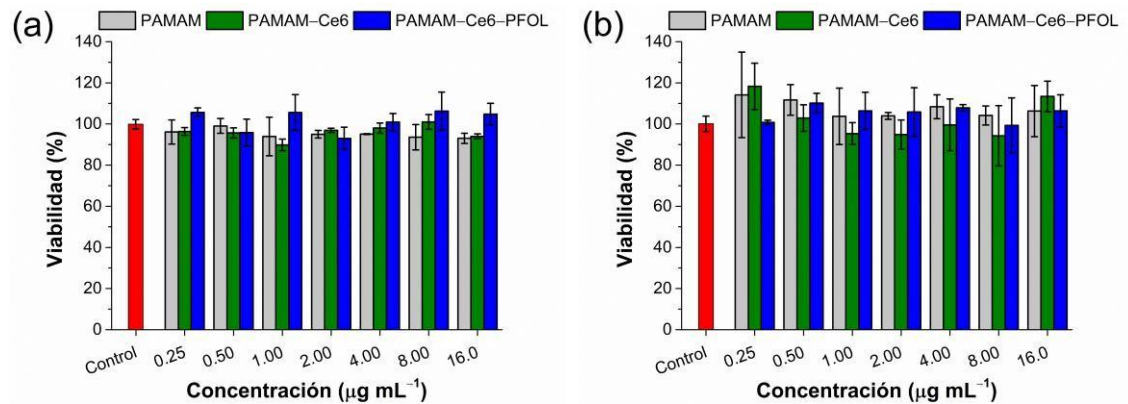 (a)
PAMAM PAMAM–Ce6 PAMAM–Ce6–PFOL
140
120
100
80
60
40
20
0
Viabilidad (%)
Control 0.25 0.50 1.00 2.00 4.00 8.00 16.0
Concentración (μg mL⁻¹)
(b)
PAMAM PAMAM–Ce6 PAMAM–Ce6–PFOL
140
120
100
80
60
40
20
0
Viabilidad (%)
Control 0.25 0.50 1.00 2.00 4.00 8.00 16.0
Concentración (μg mL⁻¹)